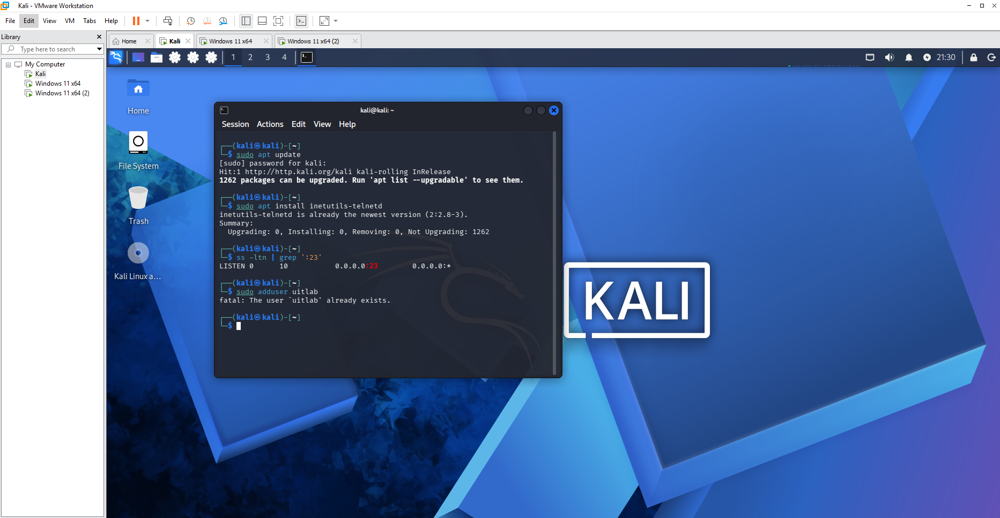 Kali - VMware Workstation
File Edit View VM Tabs Help
Library
Type here to search
My Computer
Kali
Windows 11 x64
Windows 11 x64 (2)
Home Kali Windows 11 x64 Windows 11 x64 (2)
1 2 3 4 21:30
Home
File System
Trash
Kali Linux a...
kali@kali: ~
Session Actions Edit View Help
┌──(kali㉿kali)-[~]
└─$ sudo apt update
[sudo] password for kali:
Hit:1 http://http.kali.org/kali kali-rolling InRelease
1262 packages can be upgraded. Run 'apt list --upgradable' to see them.
┌──(kali㉿kali)-[~]
└─$ sudo apt install inetutils-telnetd
inetutils-telnetd is already the newest version (2:2.8-3).
Summary:
Upgrading: 0, Installing: 0, Removing: 0, Not Upgrading: 1262
┌──(kali㉿kali)-[~]
└─$ ss -ltn | grep ':23'
LISTEN 0 10 0.0.0.0:23 0.0.0.0:*
┌──(kali㉿kali)-[~]
└─$ sudo adduser uitlab
fatal: The user `uitlab' already exists.
┌──(kali㉿kali)-[~]
└─$
KALI